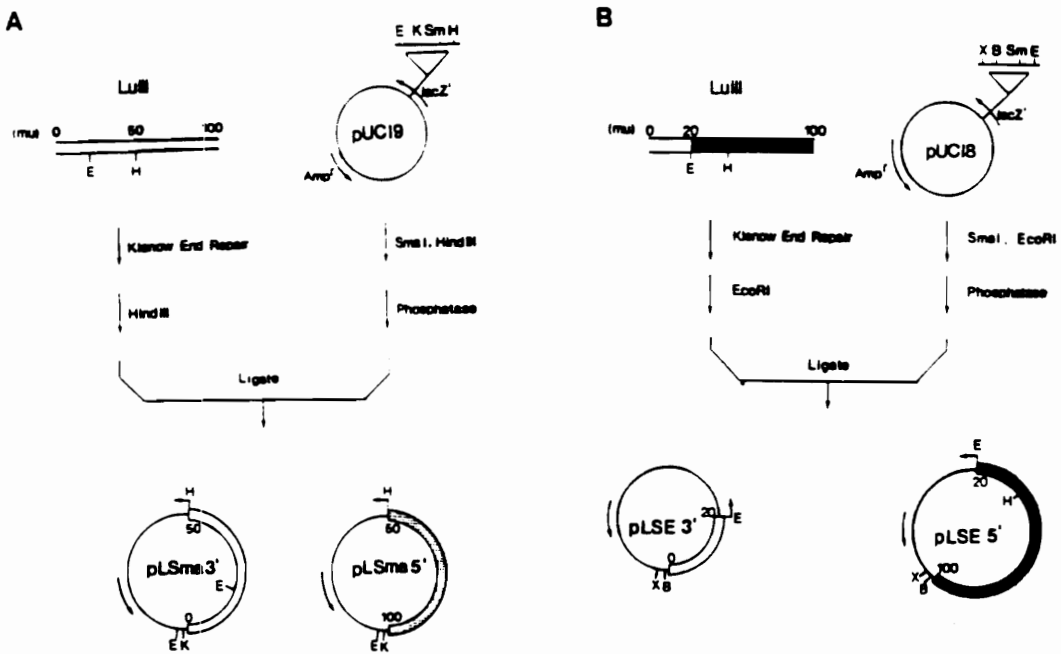 A
E K Sm H
LuIII
lacZ'
pUC19
(mu) 0 50 100
E H
Amp^r
Klenow End Repair
SmaI. HindIII
HindIII
Phosphatase
Ligate
H
50
pLSma 3'
E
0
E K
H
50
pLSma 5'
100
E K
B
X B Sm E
LuIII
lacZ'
pUC18
(mu) 0 20 100
E H
Amp^r
Klenow End Repair
SmaI. EcoRI
EcoRI
Phosphatase
Ligate
20 E
pLSE 3'
0
X B
E
20
H
pLSE 5'
100
X
B